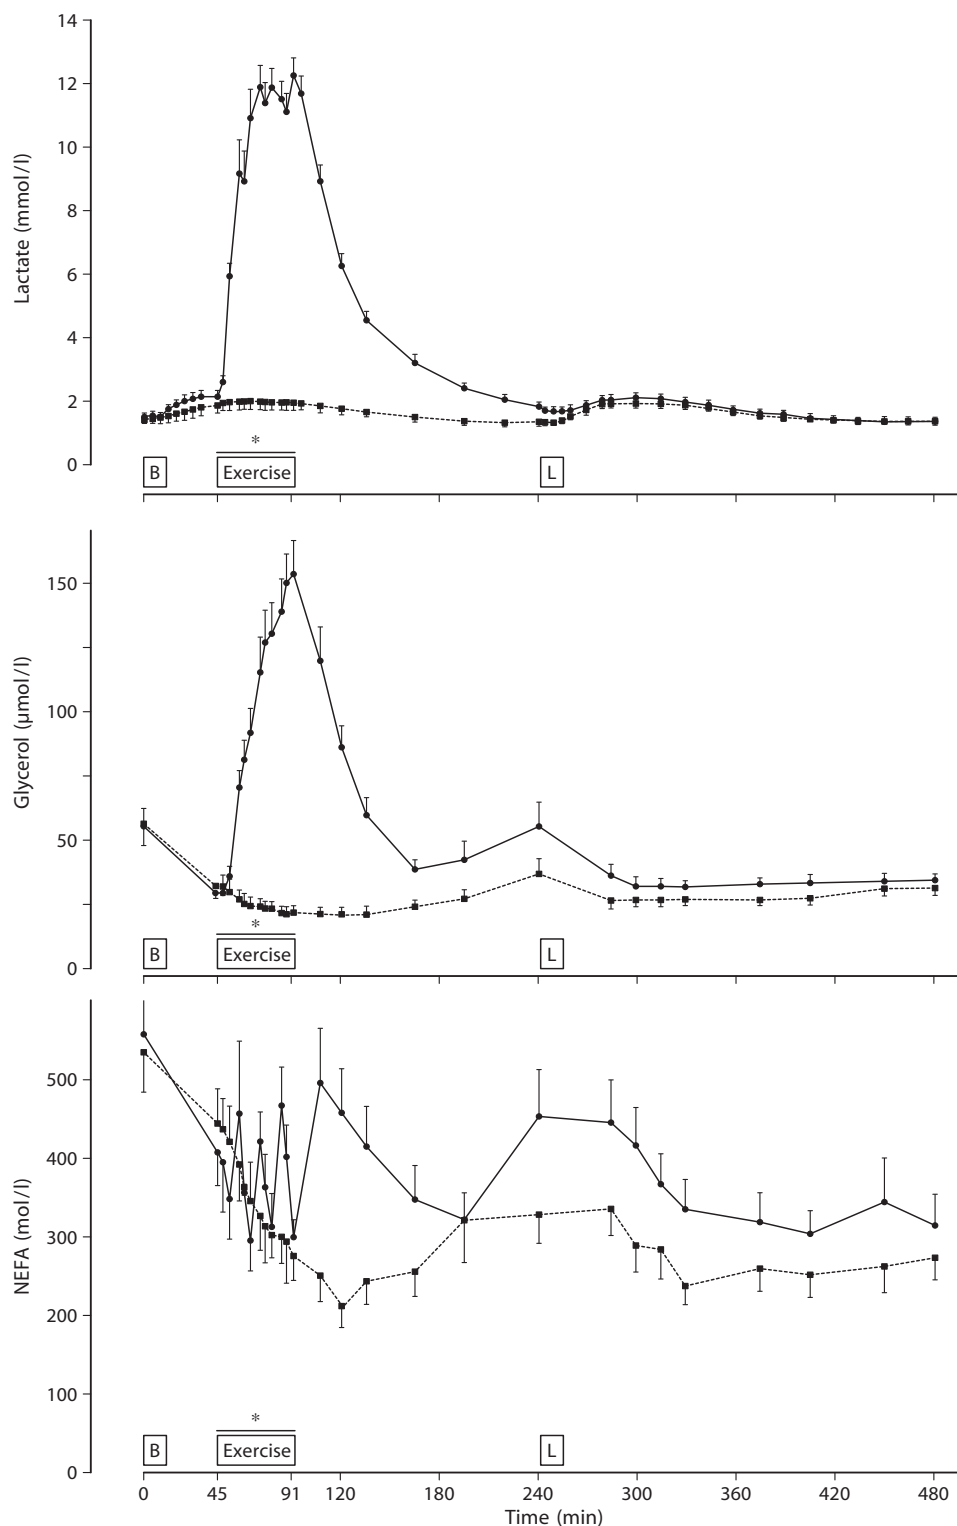 14
12
10
8
6
4
2
0
Lactate (mmol/l)
*
B
Exercise
L
150
100
50
0
Glycerol (µmol/l)
*
B
Exercise
L
500
400
300
200
100
0
NEFA (mol/l)
*
B
Exercise
L
0 45 91 120 180 240 300 360 420 480
Time (min)